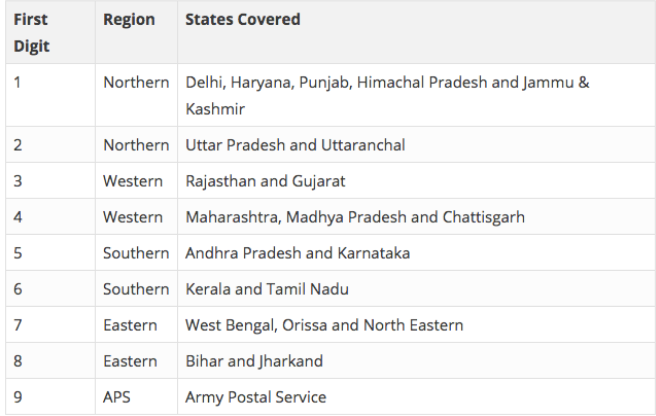 First Digit Region States Covered
1 Northern Delhi, Haryana, Punjab, Himachal Pradesh and Jammu &
Kashmir
2 Northern Uttar Pradesh and Uttaranchal
3 Western Rajasthan and Gujarat
4 Western Maharashtra, Madhya Pradesh and Chattisgarh
5 Southern Andhra Pradesh and Karnataka
6 Southern Kerala and Tamil Nadu
7 Eastern West Bengal, Orissa and North Eastern
8 Eastern Bihar and Jharkand
9 APS Army Postal Service